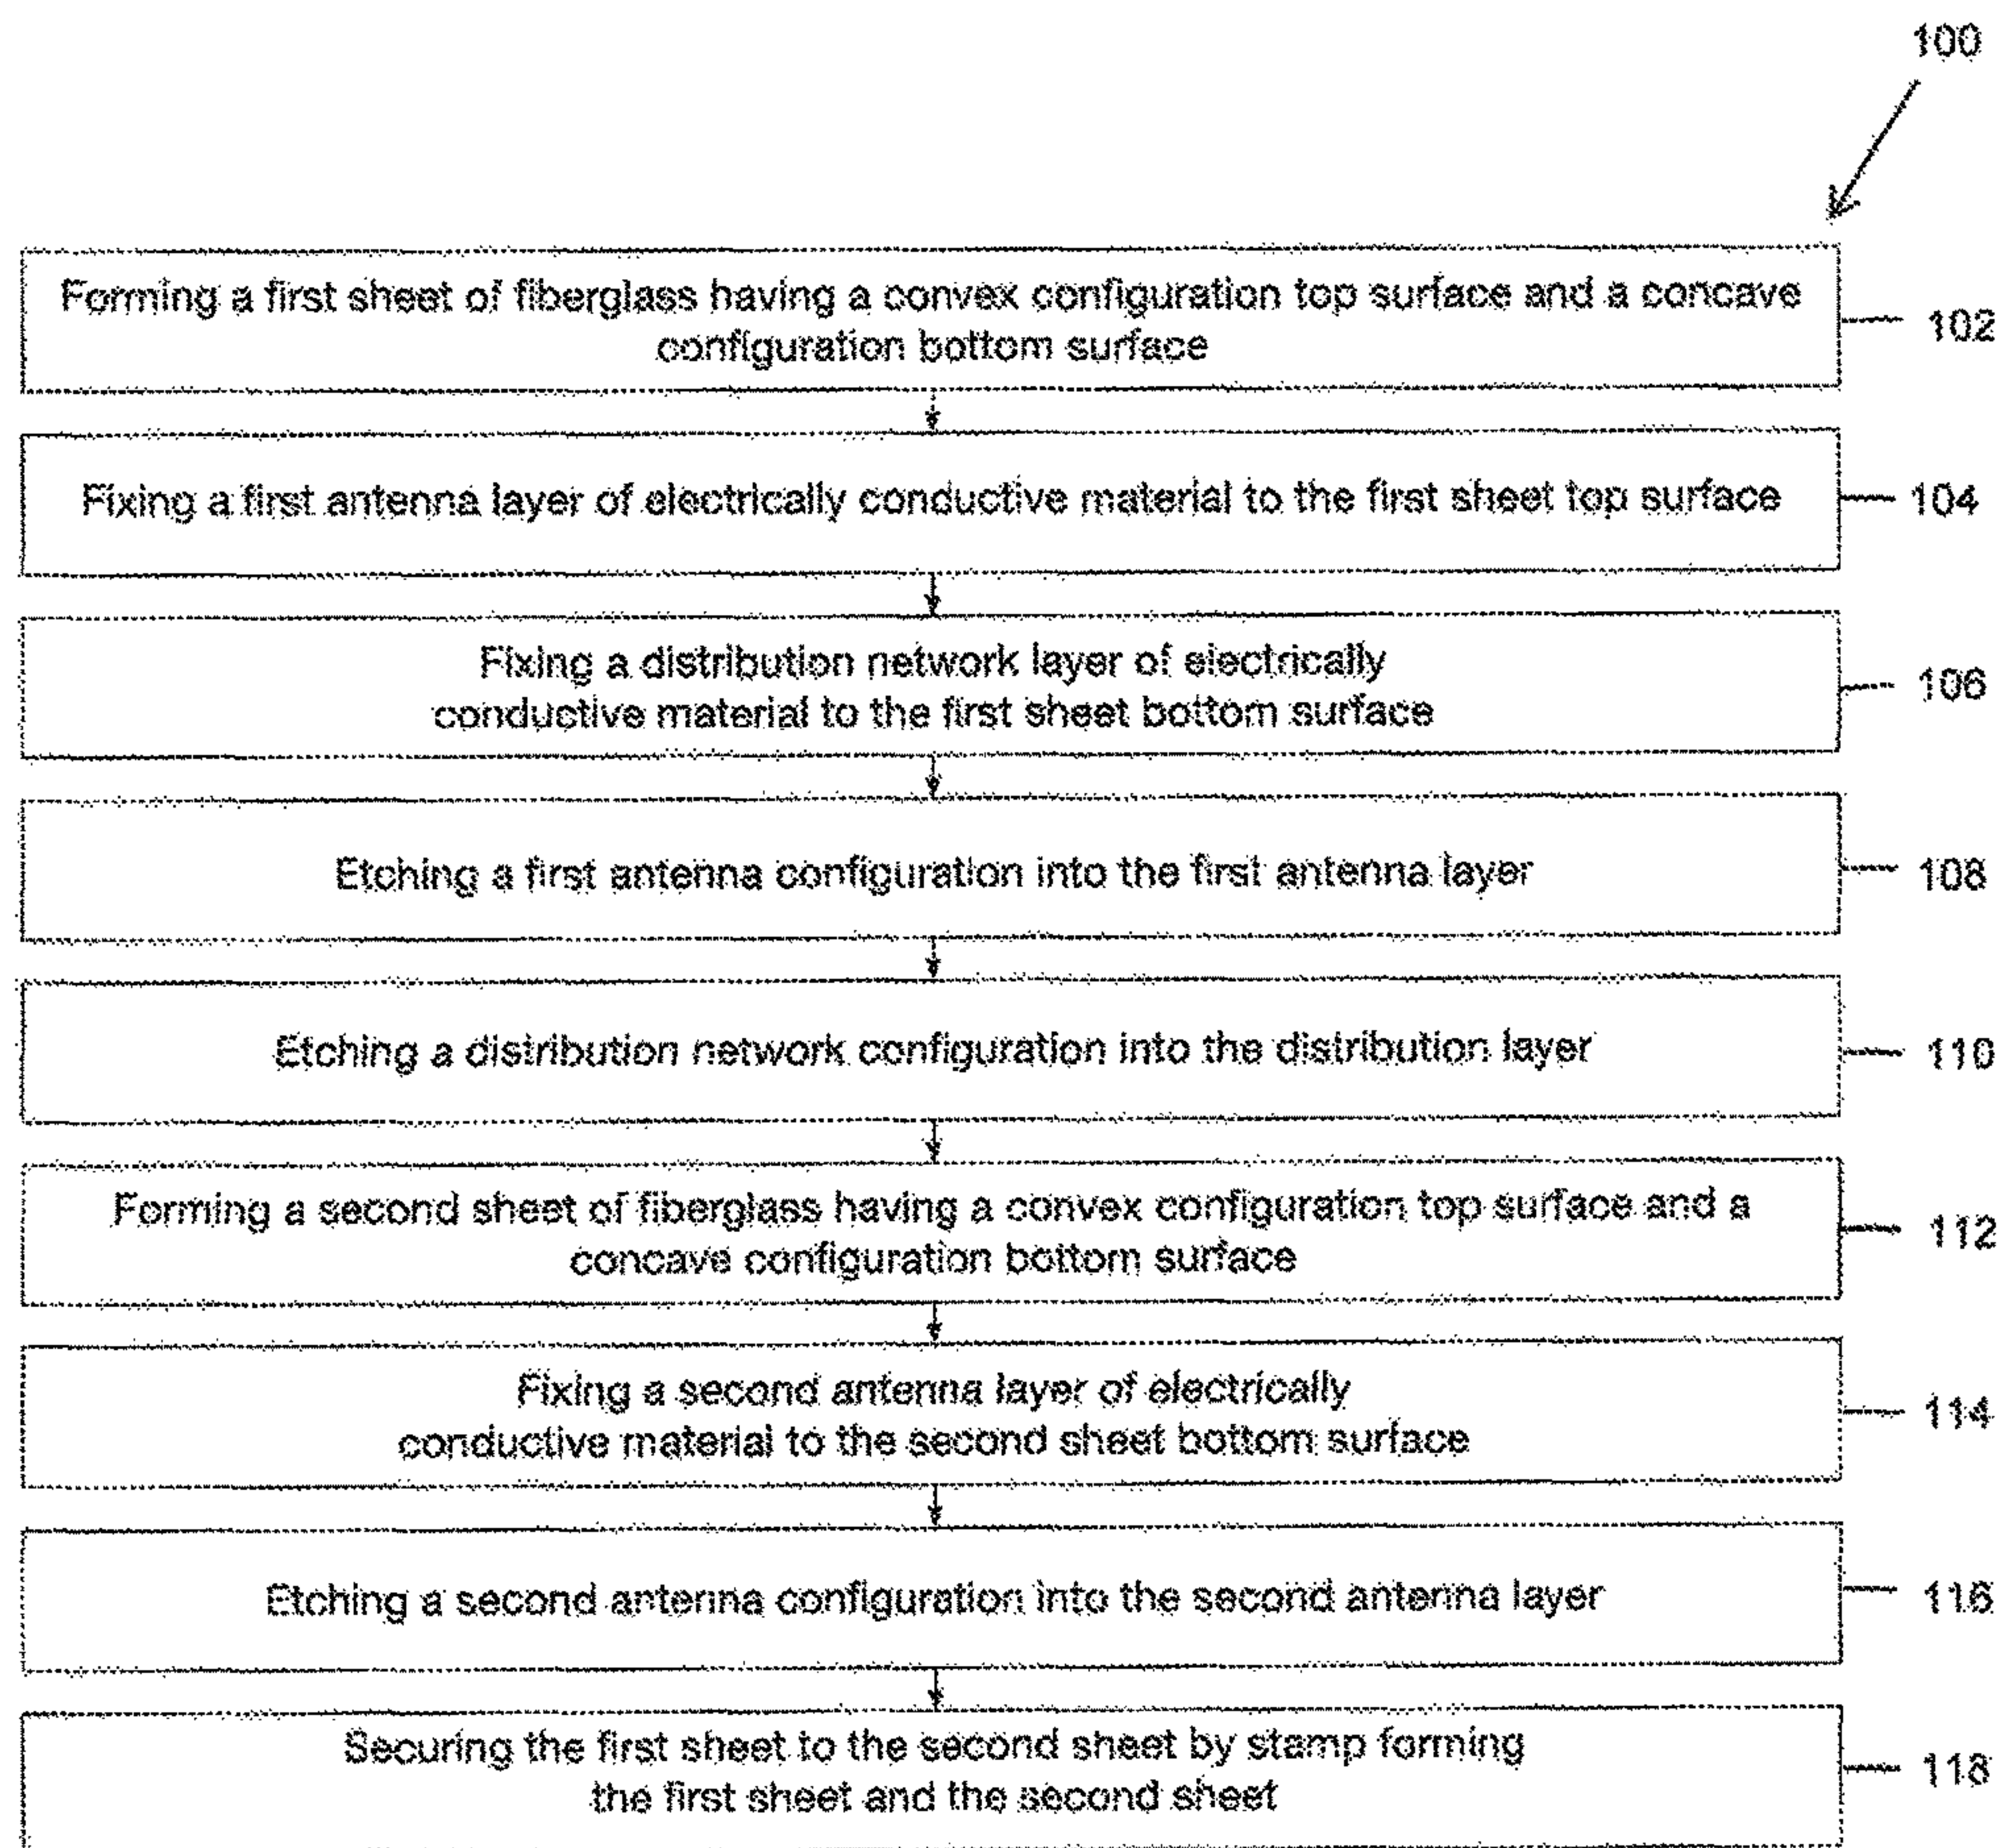 100
Forming a first sheet of fiberglass having a convex configuration top surface and a concave
configuration bottom surface
102
Fixing a first antenna layer of electrically conductive material to the first sheet top surface
104
Fixing a distribution network layer of electrically
conductive material to the first sheet bottom surface
106
Etching a first antenna configuration into the first antenna layer
108
Etching a distribution network configuration into the distribution layer
110
Forming a second sheet of fiberglass having a convex configuration top surface and a
concave configuration bottom surface
112
Fixing a second antenna layer of electrically
conductive material to the second sheet bottom surface
114
Etching a second antenna configuration into the second antenna layer
116
Securing the first sheet to the second sheet by stamp forming
the first sheet and the second sheet
118